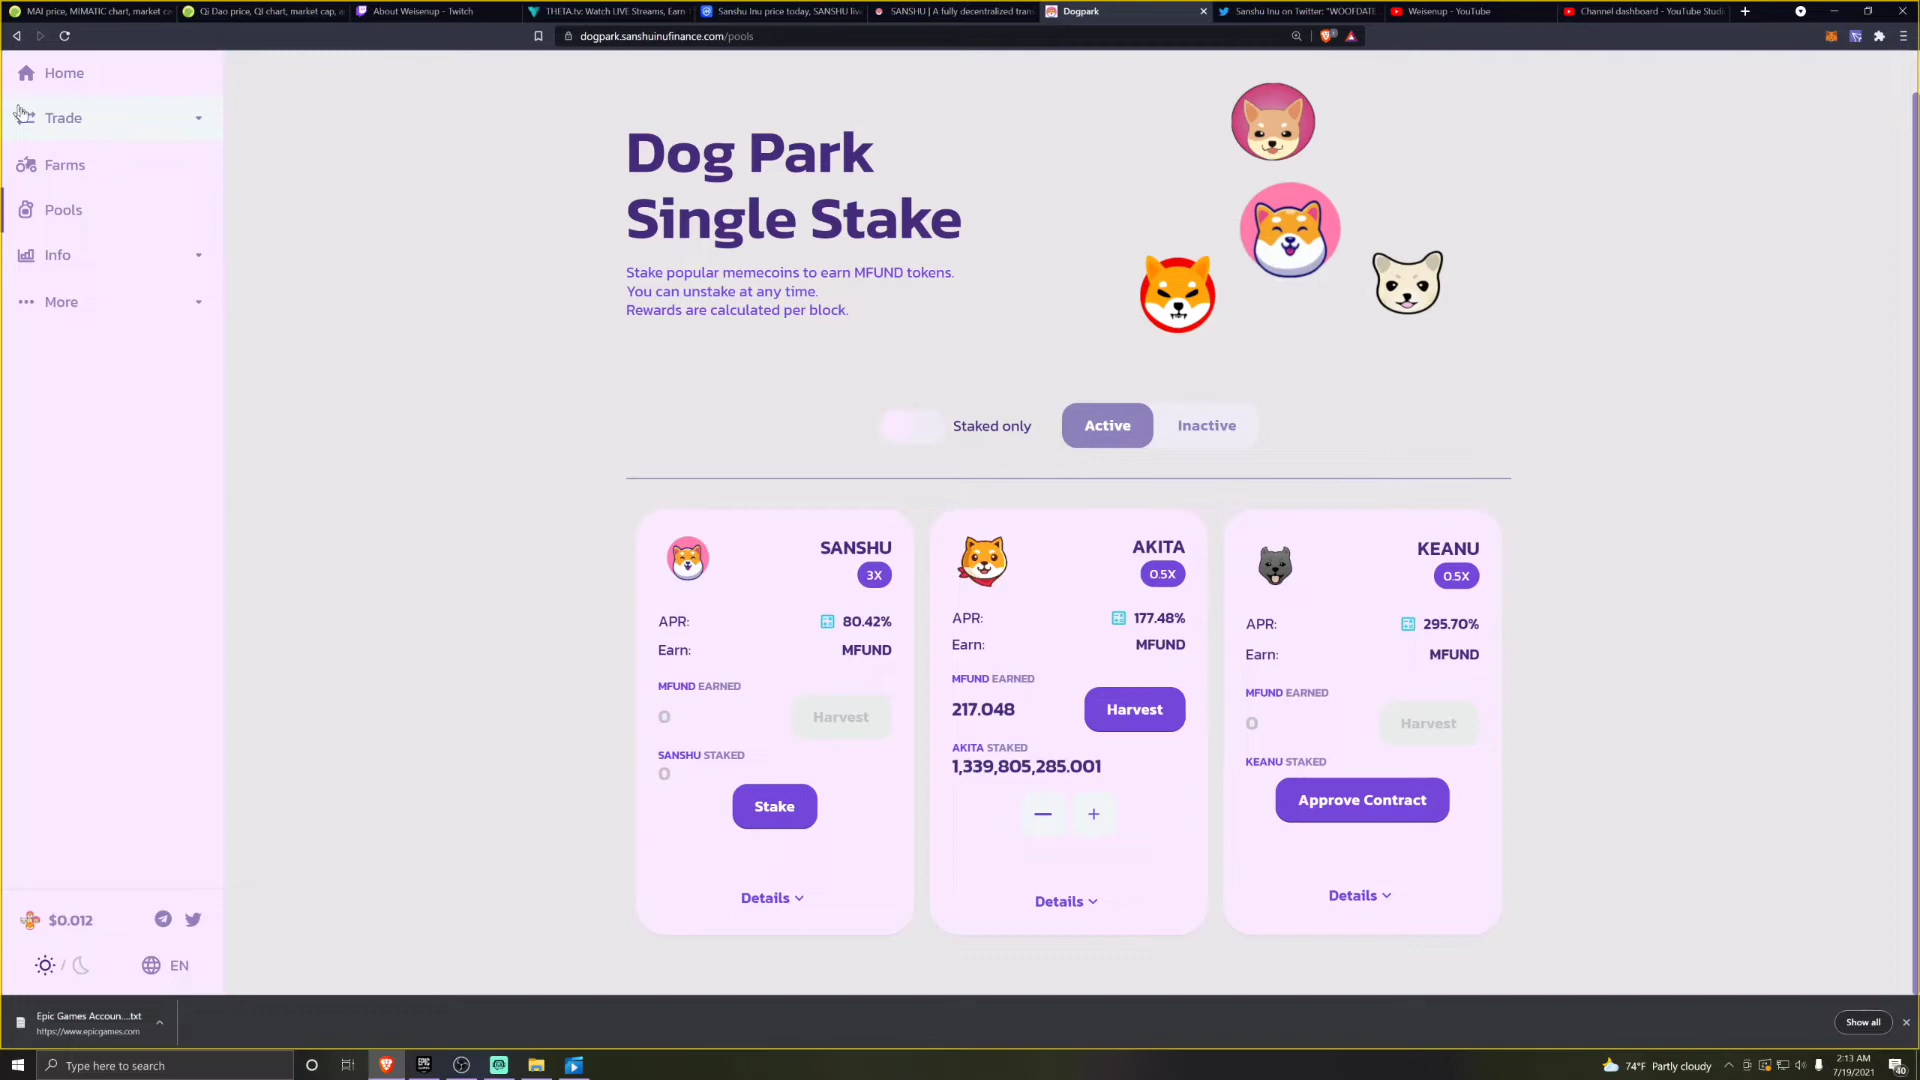 MAI price, MIMATIC chart, market ca
Qi Dao price, QI chart, market cap, a
About Weisenup - Twitch
THETA.tv: Watch LIVE Streams, Earn
Sanshu Inu price today, SANSHU liv
SANSHU | A fully decentralized tran
Dogpark
Sanshu Inu on Twitter: "WOOFDATE
Weisenup - YouTube
Channel dashboard - YouTube Studi
dogpark.sanshuinufinance.com/pools
Home
Trade
Farms
Pools
Info
More
$0.012
EN
Dog Park
Single Stake
Stake popular memecoins to earn MFUND tokens.
You can unstake at any time.
Rewards are calculated per block.
Staked only
Active
Inactive
SANSHU
3X
APR:
80.42%
Earn:
MFUND
MFUND EARNED
0
Harvest
SANSHU STAKED
0
Stake
Details
AKITA
0.5X
APR:
177.48%
Earn:
MFUND
MFUND EARNED
217.048
Harvest
AKITA STAKED
1,339,805,285.001
Details
KEANU
0.5X
APR:
295.70%
Earn:
MFUND
MFUND EARNED
0
Harvest
KEANU STAKED
Approve Contract
Details
Epic Games Accoun....txt
https://www.epicgames.com
Show all
Type here to search
74°F Partly cloudy
2:13 AM
7/19/2021
40